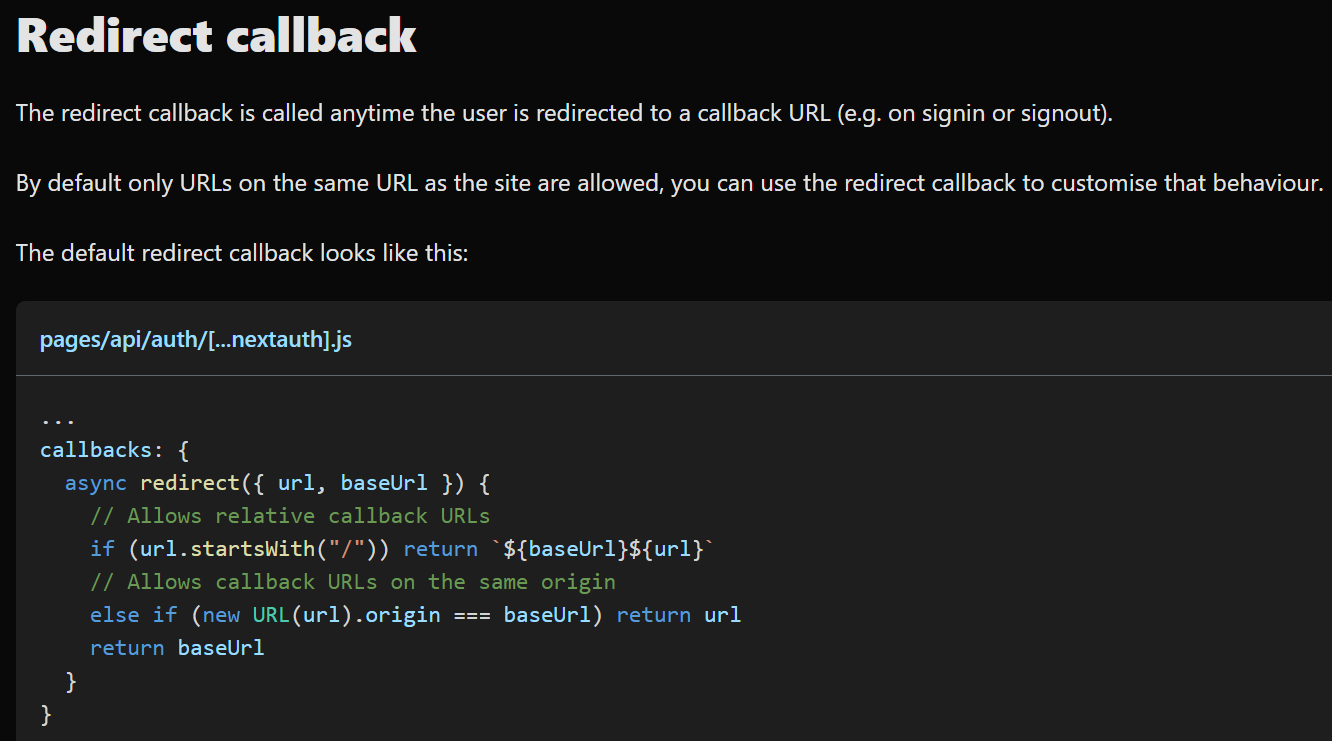 Redirect callback
The redirect callback is called anytime the user is redirected to a callback URL (e.g. on signin or signout).
By default only URLs on the same URL as the site are allowed, you can use the redirect callback to customise that behaviour.
The default redirect callback looks like this:
pages/api/auth/[...nextauth].js
...
callbacks: {
  async redirect({ url, baseUrl }) {
    // Allows relative callback URLs
    if (url.startsWith("/")) return `${baseUrl}${url}`
    // Allows callback URLs on the same origin
    else if (new URL(url).origin === baseUrl) return url
    return baseUrl
  }
}